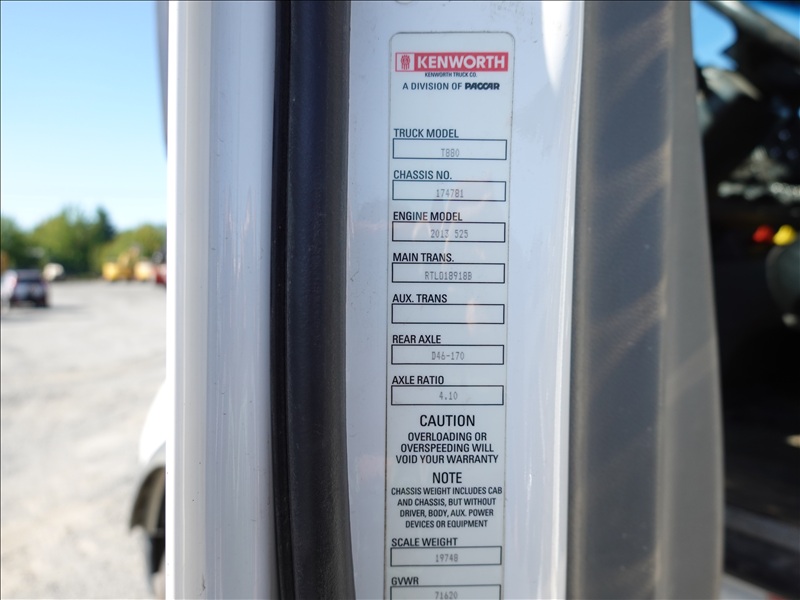 KENWORTH
KENWORTH TRUCK CO.
A DIVISION OF PACCAR
TRUCK MODEL
T880
CHASSIS NO.
174781
ENGINE MODEL
2013 525
MAIN TRANS.
RTLO18918B
AUX. TRANS
REAR AXLE
D46-170
AXLE RATIO
4.10
CAUTION
OVERLOADING OR
OVERSPEEDING WILL
VOID YOUR WARRANTY
NOTE
CHASSIS WEIGHT INCLUDES CAB
AND CHASSIS, BUT WITHOUT
DRIVER, BODY, AUX. POWER
DEVICES OR EQUIPMENT
SCALE WEIGHT
19748
GVWR
71620